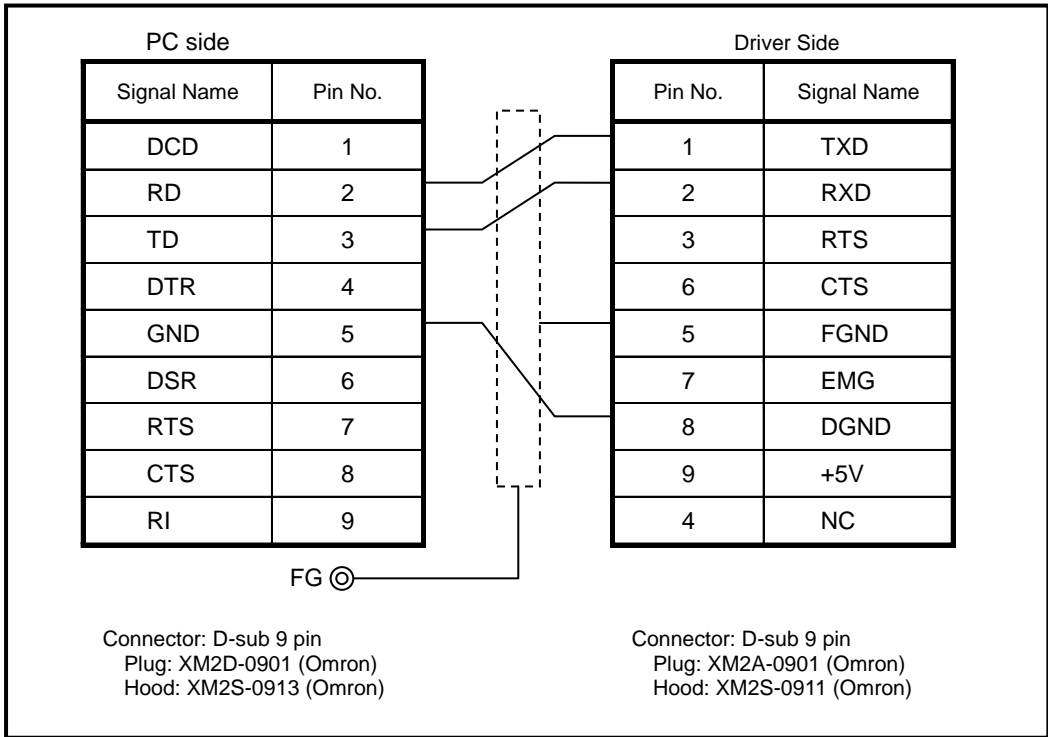 PC side
Driver Side
Signal Name Pin No. Pin No. Signal Name
DCD 1 1 TXD
RD 2 2 RXD
TD 3 3 RTS
DTR 4 6 CTS
GND 5 5 FGND
DSR 6 7 EMG
RTS 7 8 DGND
CTS 8 9 +5V
RI 9 4 NC
FG
Connector: D-sub 9 pin
Plug: XM2D-0901 (Omron)
Hood: XM2S-0913 (Omron)
Connector: D-sub 9 pin
Plug: XM2A-0901 (Omron)
Hood: XM2S-0911 (Omron)